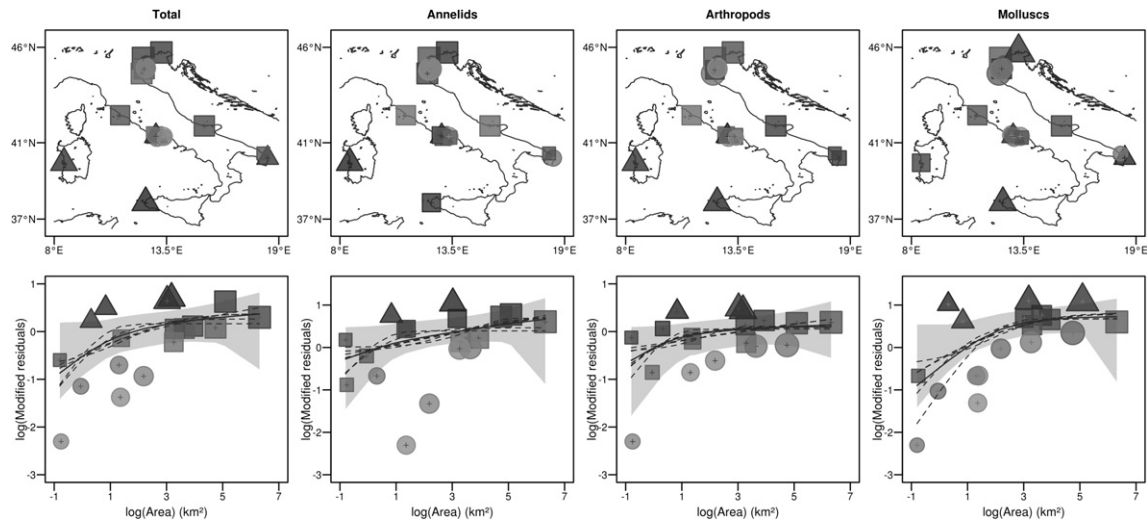 Total
Annelids
Arthropods
Molluscs
46°N
41°N
37°N
8°E 13.5°E 19°E
46°N
41°N
37°N
8°E 13.5°E 19°E
46°N
41°N
37°N
8°E 13.5°E 19°E
46°N
41°N
37°N
8°E 13.5°E 19°E
log(Modified residuals)
1
0
-1
-2
-3
-1 1 3 5 7
log(Area) (km²)
log(Modified residuals)
1
0
-1
-2
-3
-1 1 3 5 7
log(Area) (km²)
log(Modified residuals)
1
0
-1
-2
-3
-1 1 3 5 7
log(Area) (km²)
log(Modified residuals)
1
0
-1
-2
-3
-1 1 3 5 7
log(Area) (km²)